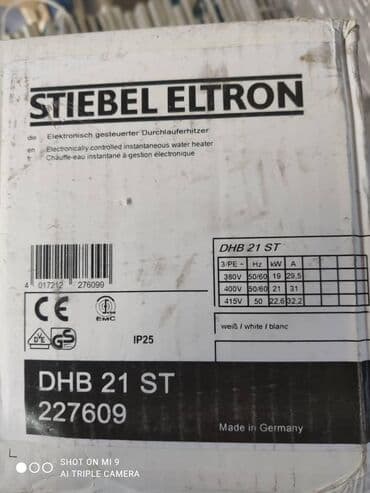 STIEBEL ELTRON
de Elektronisch gesteuerter Durchlauferhitzer
en Electronically controlled instantaneous water heater
fr Chauffe-eau instantané à gestion électronique
4 017212 276099
DHB 21 ST
3/PE ~ Hz kW A
380V 50/60 19 29,5
400V 50/60 21 31
415V 50 22,6 32,2
CE
EMC
DVE GS
IP25
weiß / white / blanc
DHB 21 ST
227609
Made in Germany
SHOT ON MI 9
AI TRIPLE CAMERA